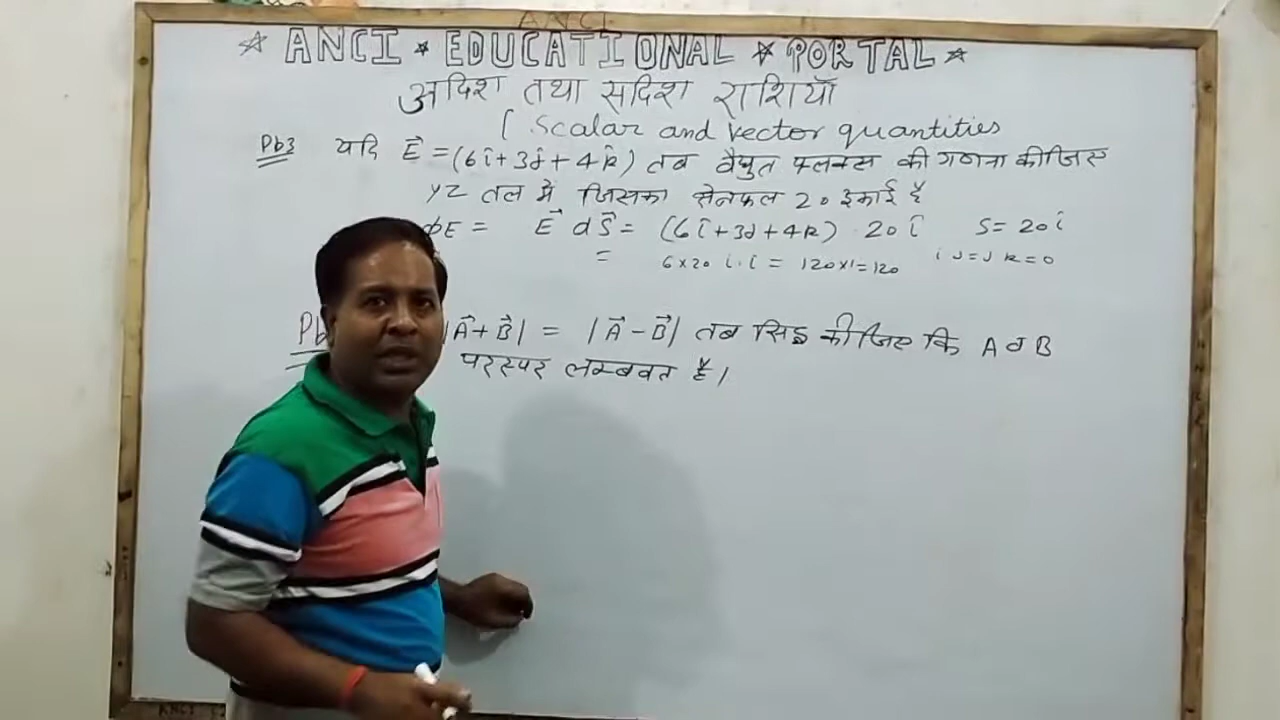 ANCI
☆ ANCI ★ EDUCATIONAL ☆ PORTAL ☆
अदिश तथा सदिश राशियाँ
[ Scalar and vector quantities
Pb3 यदि E⃗ = (6î+3ĵ+4k̂) तब वैधुत फ्लक्स की गणना कीजिए
YZ तल में जिसका क्षेनफल 20 इकाई है
ΦE = E⃗ dS⃗ = (6î+3ĵ+4k) · 20 î S = 20 î
= 6×20 î.î = 120×1=120 i J = J k = 0
Pb |A⃗+B⃗| = |A⃗-B⃗| तब सिद्ध कीजिए कि A व B
परस्पर लम्बवत है।